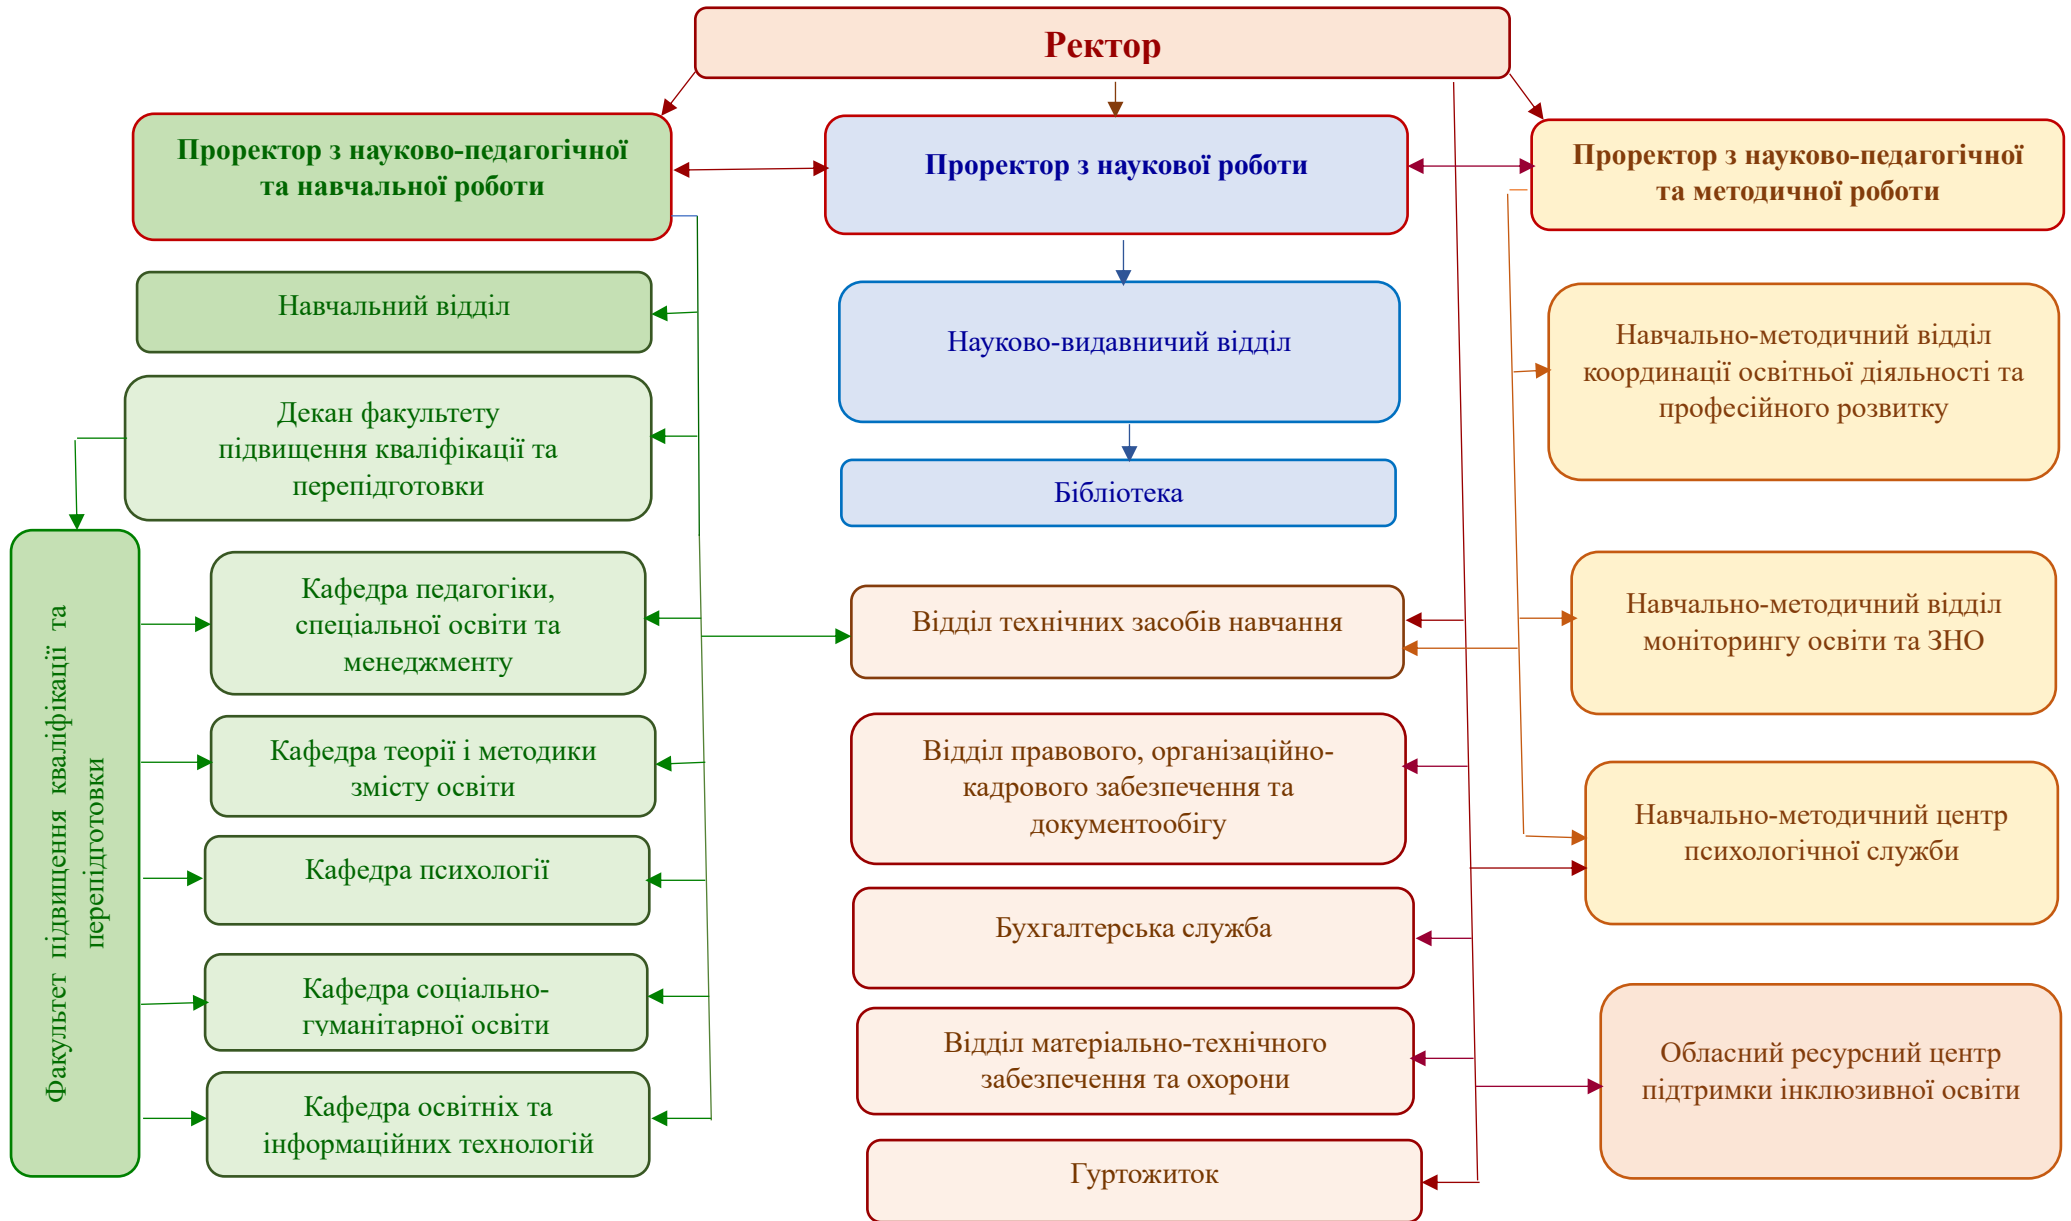 Ректор
Проректор з науково-педагогічної
та навчальної роботи
Проректор з наукової роботи
Проректор з науково-педагогічної
та методичної роботи
Навчальний відділ
Декан факультету
підвищення кваліфікації та
перепідготовки
Факультет підвищення кваліфікації та
перепідготовки
Кафедра педагогіки,
спеціальної освіти та
менеджменту
Кафедра теорії і методики
змісту освіти
Кафедра психології
Кафедра соціально-
гуманітарної освіти
Кафедра освітніх та
інформаційних технологій
Науково-видавничий відділ
Бібліотека
Відділ технічних засобів навчання
Відділ правового, організаційно-
кадрового забезпечення та
документообігу
Бухгалтерська служба
Відділ матеріально-технічного
забезпечення та охорони
Гуртожиток
Навчально-методичний відділ
координації освітньої діяльності та
професійного розвитку
Навчально-методичний відділ
моніторингу освіти та ЗНО
Навчально-методичний центр
психологічної служби
Обласний ресурсний центр
підтримки інклюзивної освіти